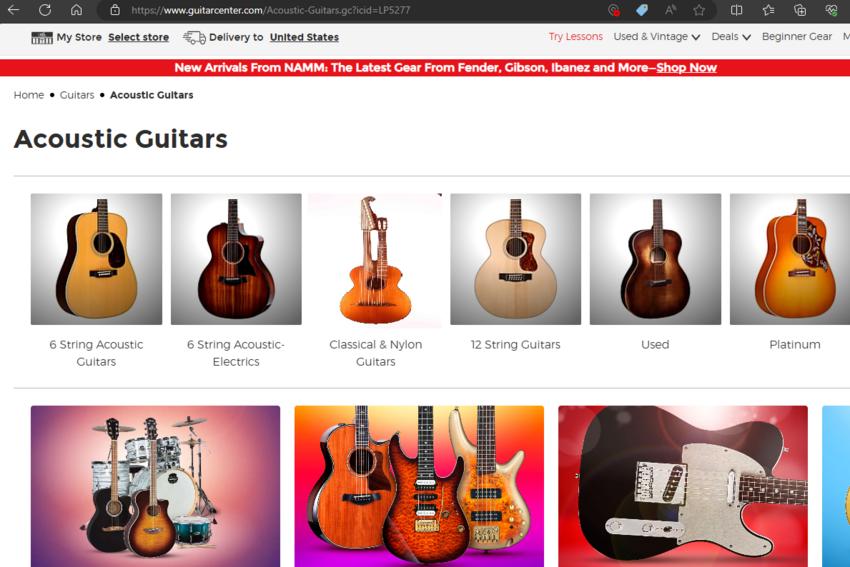 https://www.guitarcenter.com/Acoustic-Guitars.gc?icid=LP5277
My Store Select store Delivery to United States Try Lessons Used & Vintage Deals Beginner Gear M
New Arrivals From NAMM: The Latest Gear From Fender, Gibson, Ibanez and More—Shop Now
Home • Guitars • Acoustic Guitars
Acoustic Guitars
6 String Acoustic Guitars
6 String Acoustic-Electrics
Classical & Nylon Guitars
12 String Guitars
Used
Platinum